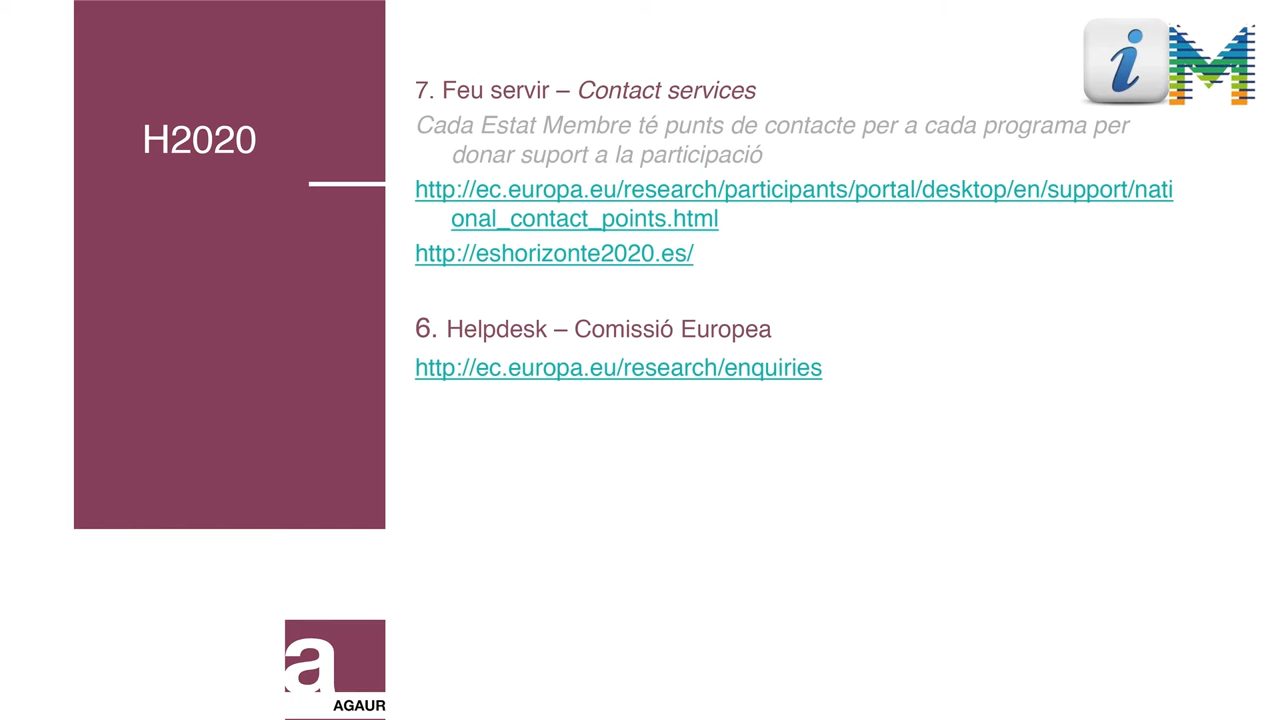 H2020
7. Feu servir – Contact services
Cada Estat Membre té punts de contacte per a cada programa per
donar suport a la participació
http://ec.europa.eu/research/participants/portal/desktop/en/support/nati
onal_contact_points.html
http://eshorizonte2020.es/
6. Helpdesk – Comissió Europea
http://ec.europa.eu/research/enquiries
i
M
a
AGAUR